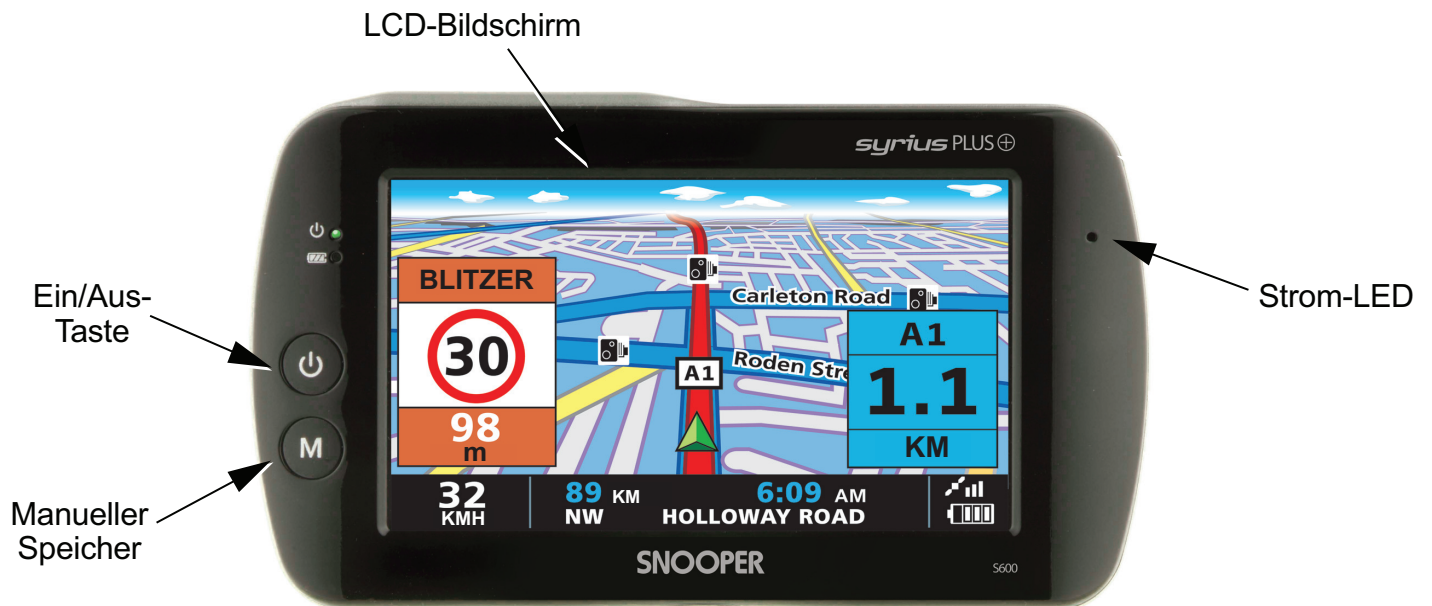 LCD-Bildschirm
syrius PLUS
BLITZER
30
98
m
Carleton Road
Roden Stre
A1
A1
1.1
KM
32
KMH
89 KM
6:09 AM
NW
HOLLOWAY ROAD
Ein/Aus-
Taste
M
Manueller
Speicher
Strom-LED
SNOOPER
S600